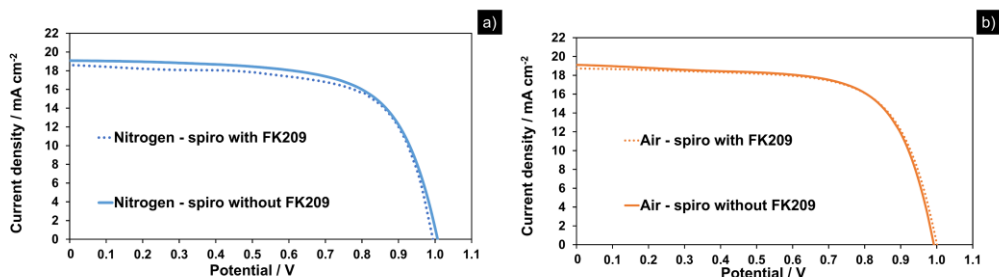 a)
22
20
18
16
14
12
10
8
6
4
2
0
Current density / mA cm⁻²
Nitrogen - spiro with FK209
Nitrogen - spiro without FK209
0 0.1 0.2 0.3 0.4 0.5 0.6 0.7 0.8 0.9 1.0 1.1
Potential / V
b)
22
20
18
16
14
12
10
8
6
4
2
0
Current density / mA cm⁻²
Air - spiro with FK209
Air - spiro without FK209
0 0.1 0.2 0.3 0.4 0.5 0.6 0.7 0.8 0.9 1 1.1
Potential / V